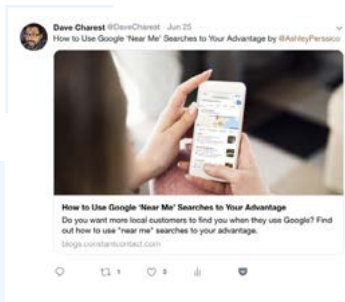 Dave Charest @DaveCharest · Jun 25
How to Use Google 'Near Me' Searches to Your Advantage by @AshleyPerssico
How to Use Google 'Near Me' Searches to Your Advantage
Do you want more local customers to find you when they use Google? Find
out how to use "near me" searches to your advantage.
blogs.constantcontact.com
1